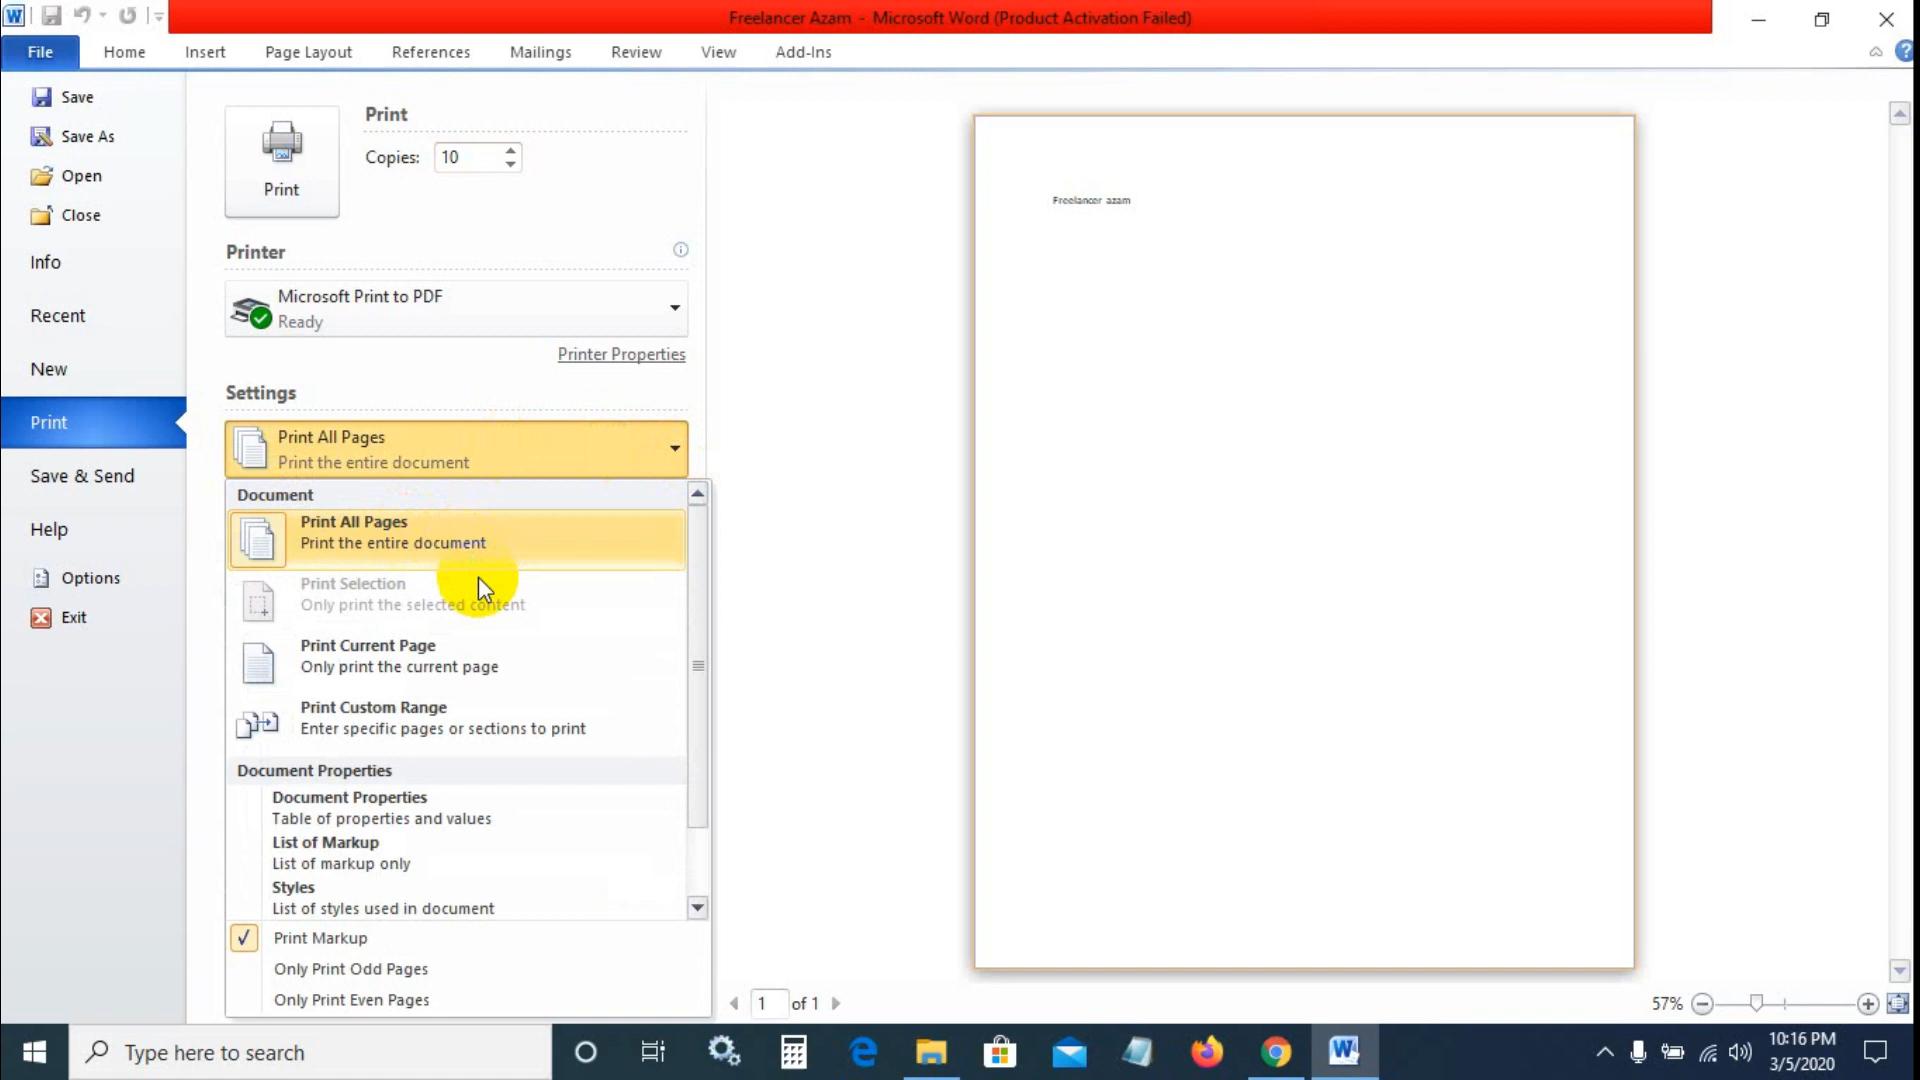 Freelancer Azam - Microsoft Word (Product Activation Failed)
File Home Insert Page Layout References Mailings Review View Add-Ins
Save
Save As
Open
Close
Info
Recent
New
Print
Save & Send
Help
Options
Exit
Print
Print
Copies: 10
Printer
Microsoft Print to PDF
Ready
Printer Properties
Settings
Print All Pages
Print the entire document
Document
Print All Pages
Print the entire document
Print Selection
Only print the selected content
Print Current Page
Only print the current page
Print Custom Range
Enter specific pages or sections to print
Document Properties
Document Properties
Table of properties and values
List of Markup
List of markup only
Styles
List of styles used in document
Print Markup
Only Print Odd Pages
Only Print Even Pages
Freelancer azam
1 of 1
57%
Type here to search
10:16 PM
3/5/2020